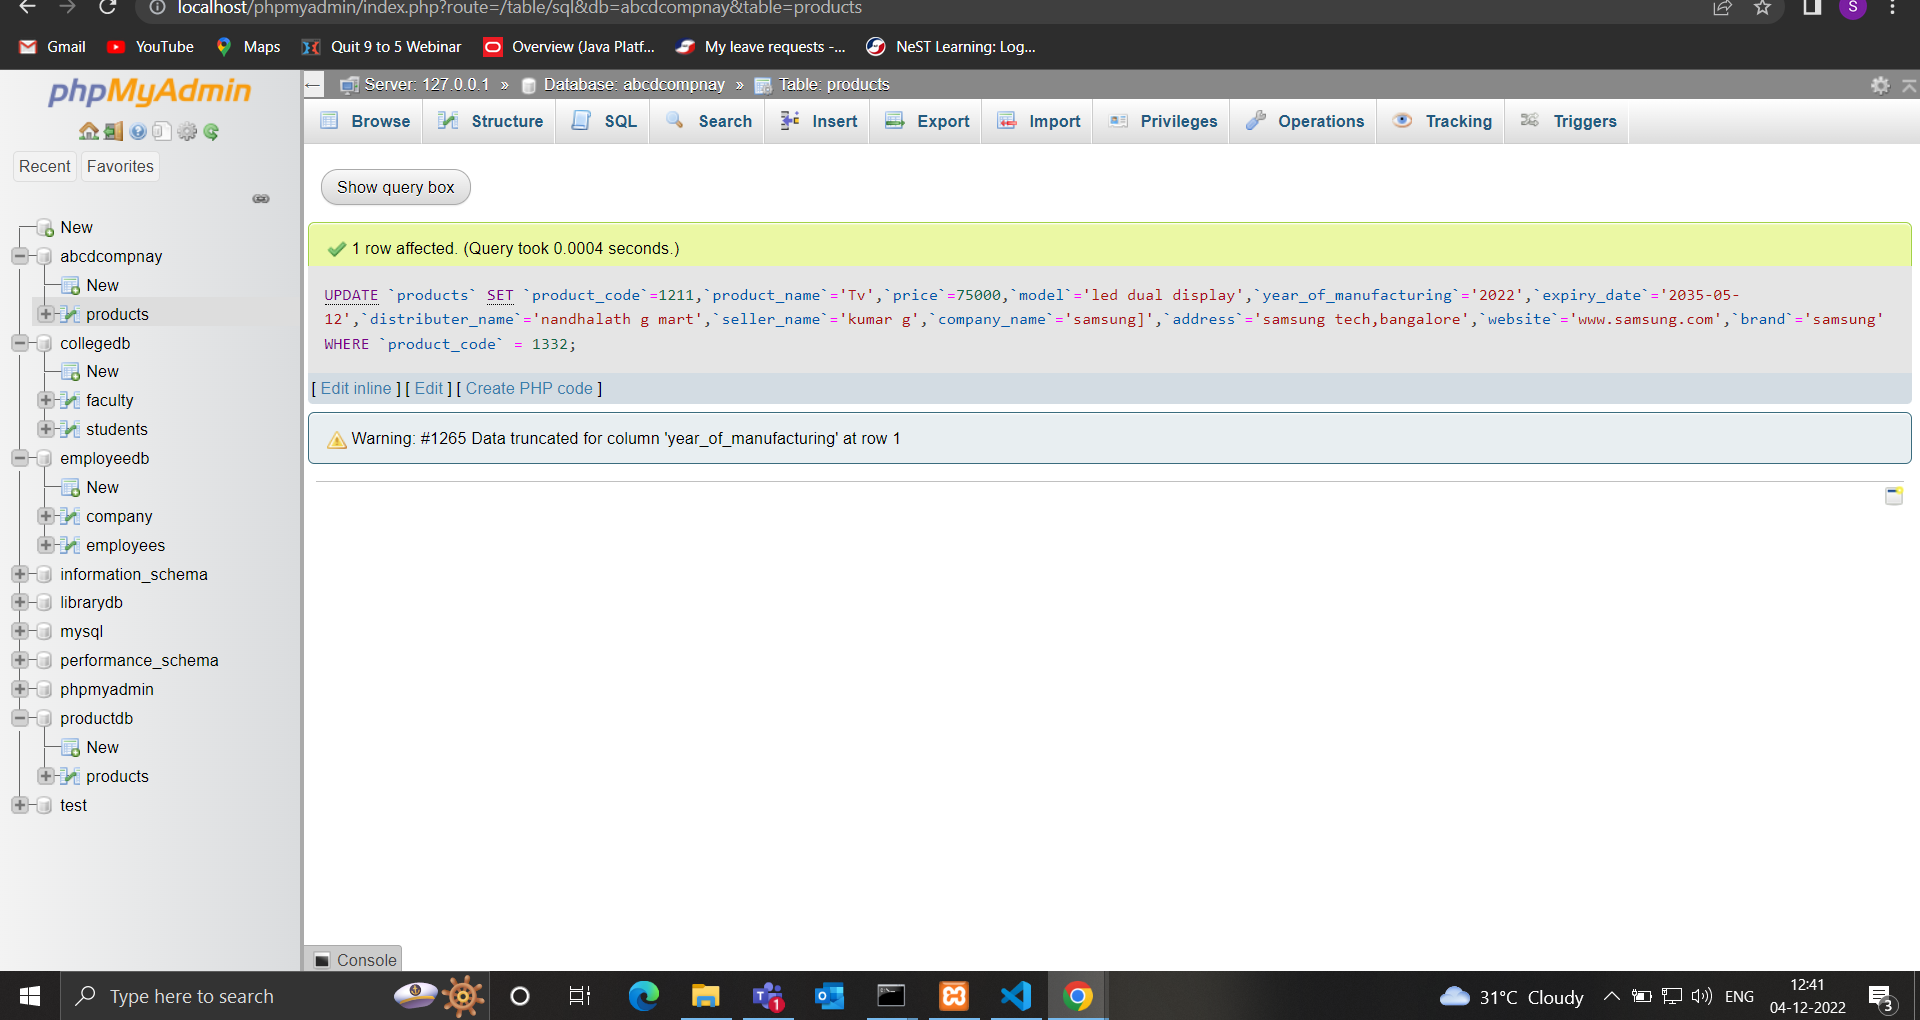 localhost/phpmyadmin/index.php?route=/table/sql&db=abcdcompnay&table=products
S
Gmail YouTube Maps Quit 9 to 5 Webinar Overview (Java Platf... My leave requests -... NeST Learning: Log...
phpMyAdmin
Recent Favorites
New
abcdcompnay
New
products
collegedb
New
faculty
students
employeedb
New
company
employees
information_schema
librarydb
mysql
performance_schema
phpmyadmin
productdb
New
products
test
Server: 127.0.0.1 » Database: abcdcompnay » Table: products
Browse Structure SQL Search Insert Export Import Privileges Operations Tracking Triggers
Show query box
1 row affected. (Query took 0.0004 seconds.)
UPDATE `products` SET `product_code`=1211,`product_name`='Tv',`price`=75000,`model`='led dual display',`year_of_manufacturing`='2022',`expiry_date`='2035-05-
12',`distributer_name`='nandhalath g mart',`seller_name`='kumar g',`company_name`='samsung]',`address`='samsung tech,bangalore',`website`='www.samsung.com',`brand`='samsung'
WHERE `product_code` = 1332;
[ Edit inline ] [ Edit ] [ Create PHP code ]
Warning: #1265 Data truncated for column 'year_of_manufacturing' at row 1
Console
Type here to search
1
31°C Cloudy
ENG
12:41
04-12-2022
3